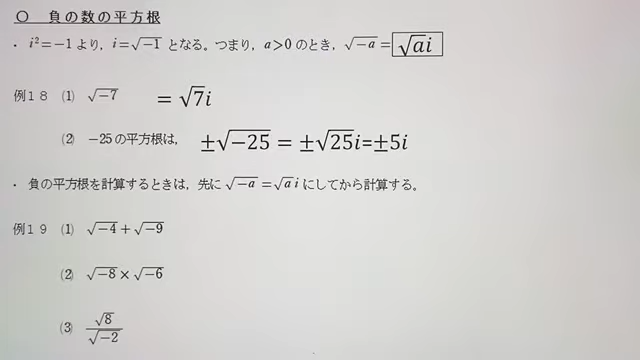 〇　負の数の平方根
・ i²=−1 より，i=√−1 となる。つまり，a>0 のとき，√−a = √a i
例18 (1) √−7 = √7 i
(2) −25の平方根は， ±√−25 = ±√25 i=±5i
・ 負の平方根を計算するときは，先に √−a=√a i にしてから計算する。
例19 (1) √−4+√−9
(2) √−8×√−6
(3) √8/√−2